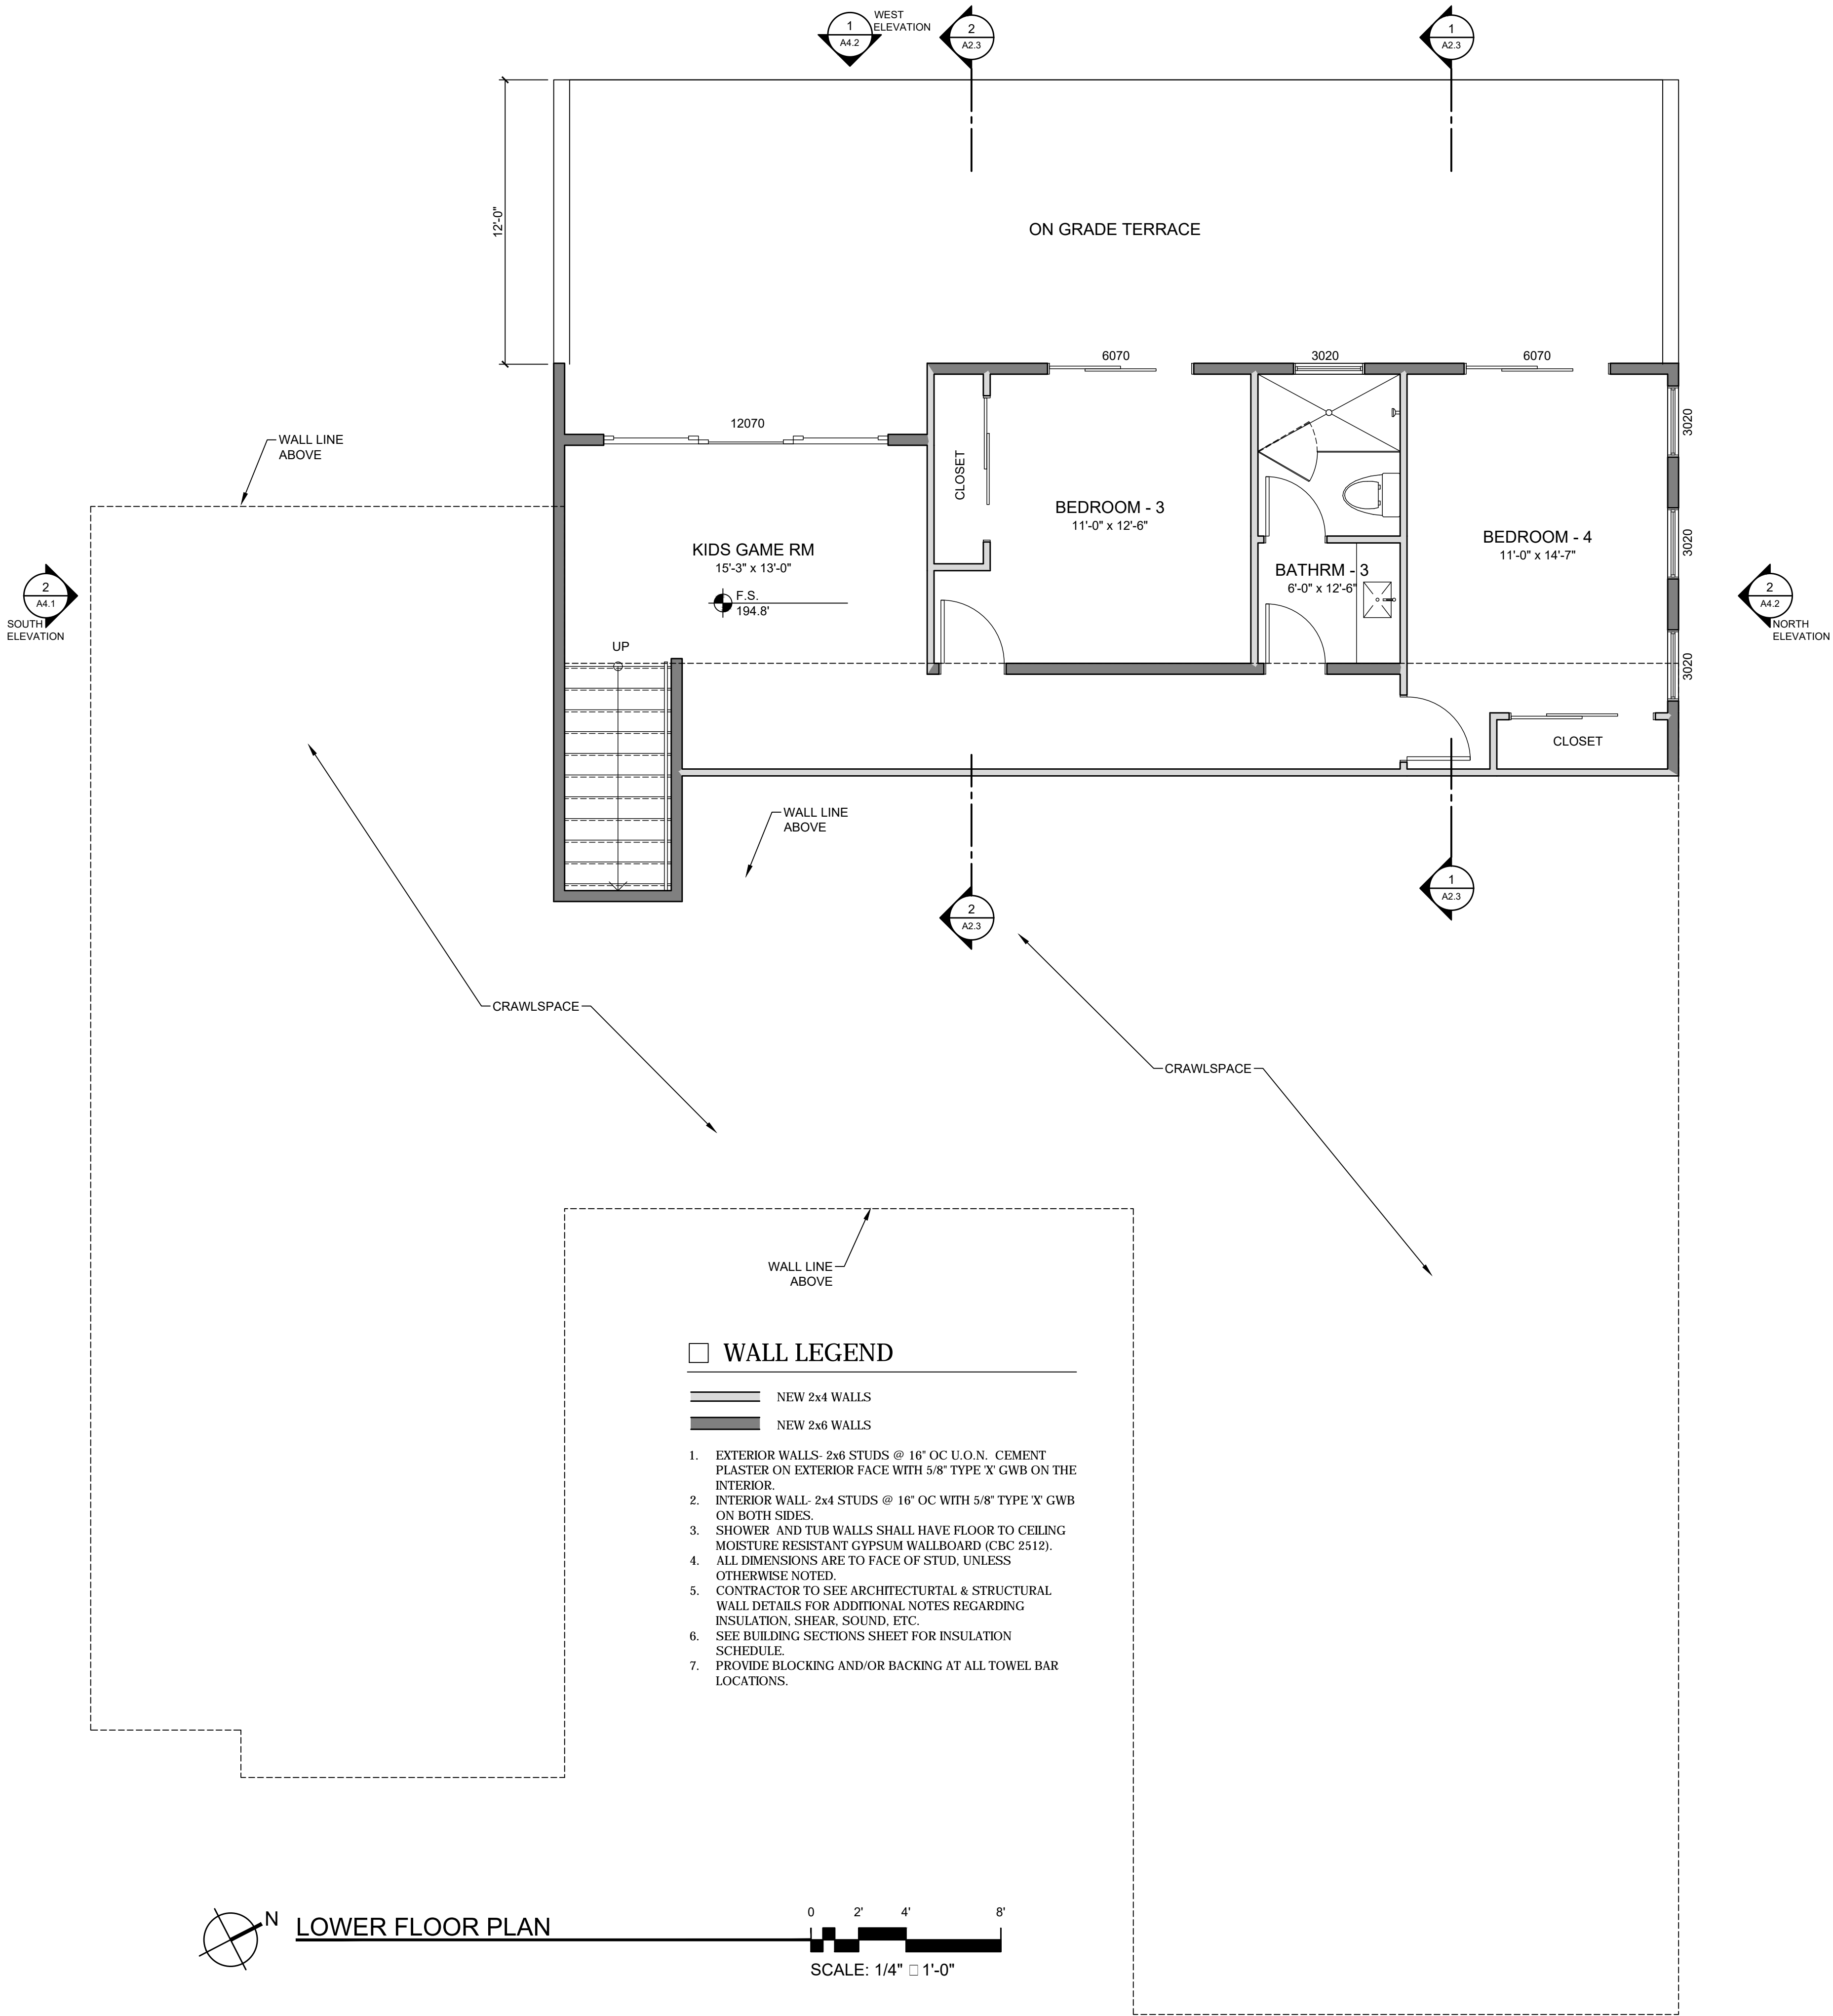 1
A4.2
WEST
ELEVATION
2
A2.3
1
A2.3
12'-0"
ON GRADE TERRACE
6070
3020
6070
12070
3020
WALL LINE
ABOVE
CLOSET
BEDROOM - 3
11'-0" x 12'-6"
BEDROOM - 4
11'-0" x 14'-7"
3020
KIDS GAME RM
15'-3" x 13'-0"
BATHRM - 3
6'-0" x 12'-6"
2
A4.1
SOUTH
ELEVATION
F.S.
194.8'
2
A4.2
NORTH
ELEVATION
UP
3020
CLOSET
WALL LINE
ABOVE
1
A2.3
2
A2.3
CRAWLSPACE
CRAWLSPACE
WALL LINE
ABOVE
WALL LEGEND
NEW 2x4 WALLS
NEW 2x6 WALLS
1. EXTERIOR WALLS- 2x6 STUDS @ 16" OC U.O.N. CEMENT
PLASTER ON EXTERIOR FACE WITH 5/8" TYPE 'X' GWB ON THE
INTERIOR.
2. INTERIOR WALL- 2x4 STUDS @ 16" OC WITH 5/8" TYPE 'X' GWB
ON BOTH SIDES.
3. SHOWER AND TUB WALLS SHALL HAVE FLOOR TO CEILING
MOISTURE RESISTANT GYPSUM WALLBOARD (CBC 2512).
4. ALL DIMENSIONS ARE TO FACE OF STUD, UNLESS
OTHERWISE NOTED.
5. CONTRACTOR TO SEE ARCHITECTURTAL & STRUCTURAL
WALL DETAILS FOR ADDITIONAL NOTES REGARDING
INSULATION, SHEAR, SOUND, ETC.
6. SEE BUILDING SECTIONS SHEET FOR INSULATION
SCHEDULE.
7. PROVIDE BLOCKING AND/OR BACKING AT ALL TOWEL BAR
LOCATIONS.
N
LOWER FLOOR PLAN
0 2' 4' 8'
SCALE: 1/4" □ 1'-0"